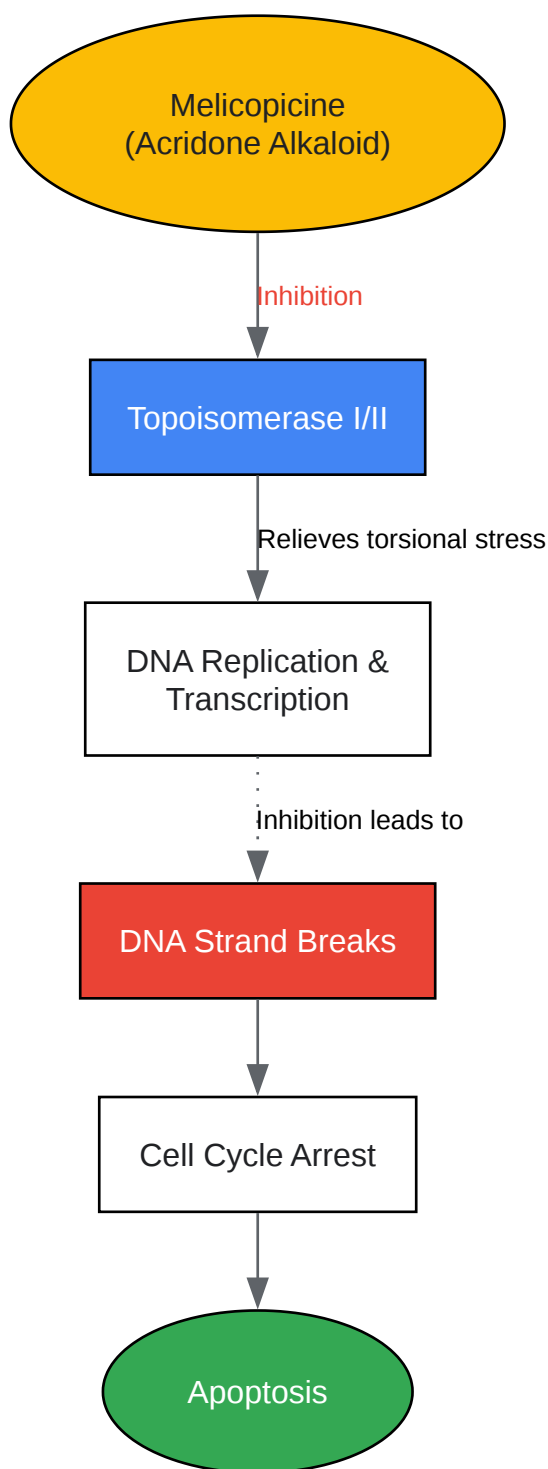 Melicopicine
(Acridone Alkaloid)
Inhibition
Topoisomerase I/II
Relieves torsional stress
DNA Replication &
Transcription
Inhibition leads to
DNA Strand Breaks
Cell Cycle Arrest
Apoptosis